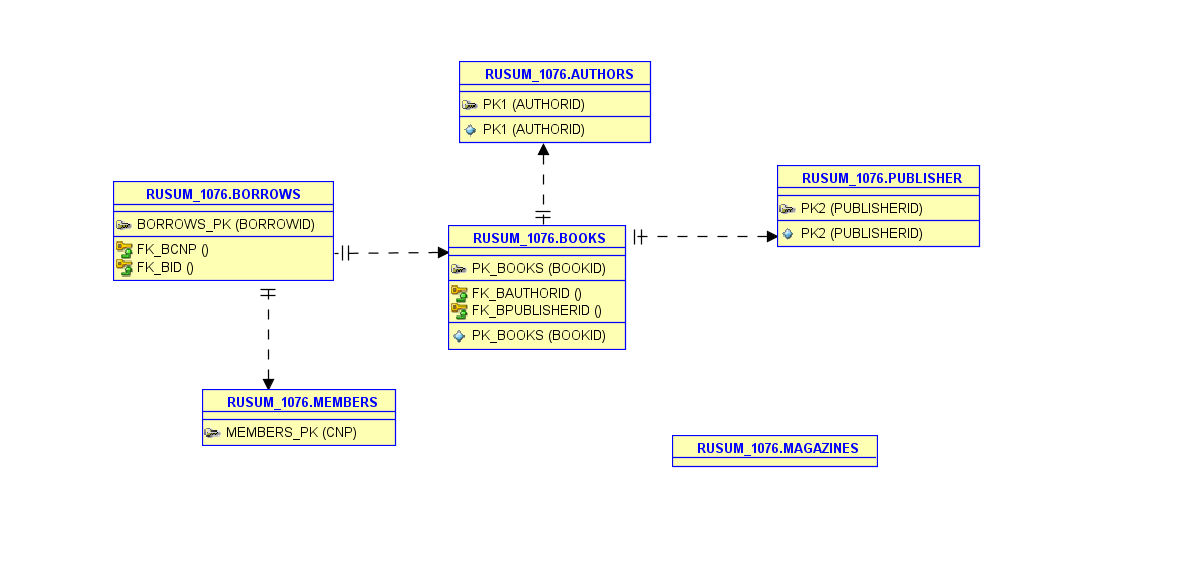 RUSUM_1076.AUTHORS
PK1 (AUTHORID)
PK1 (AUTHORID)
RUSUM_1076.PUBLISHER
PK2 (PUBLISHERID)
PK2 (PUBLISHERID)
RUSUM_1076.BORROWS
BORROWS_PK (BORROWID)
FK_BCNP ()
FK_BID ()
RUSUM_1076.BOOKS
PK_BOOKS (BOOKID)
FK_BAUTHORID ()
FK_BPUBLISHERID ()
PK_BOOKS (BOOKID)
RUSUM_1076.MEMBERS
MEMBERS_PK (CNP)
RUSUM_1076.MAGAZINES